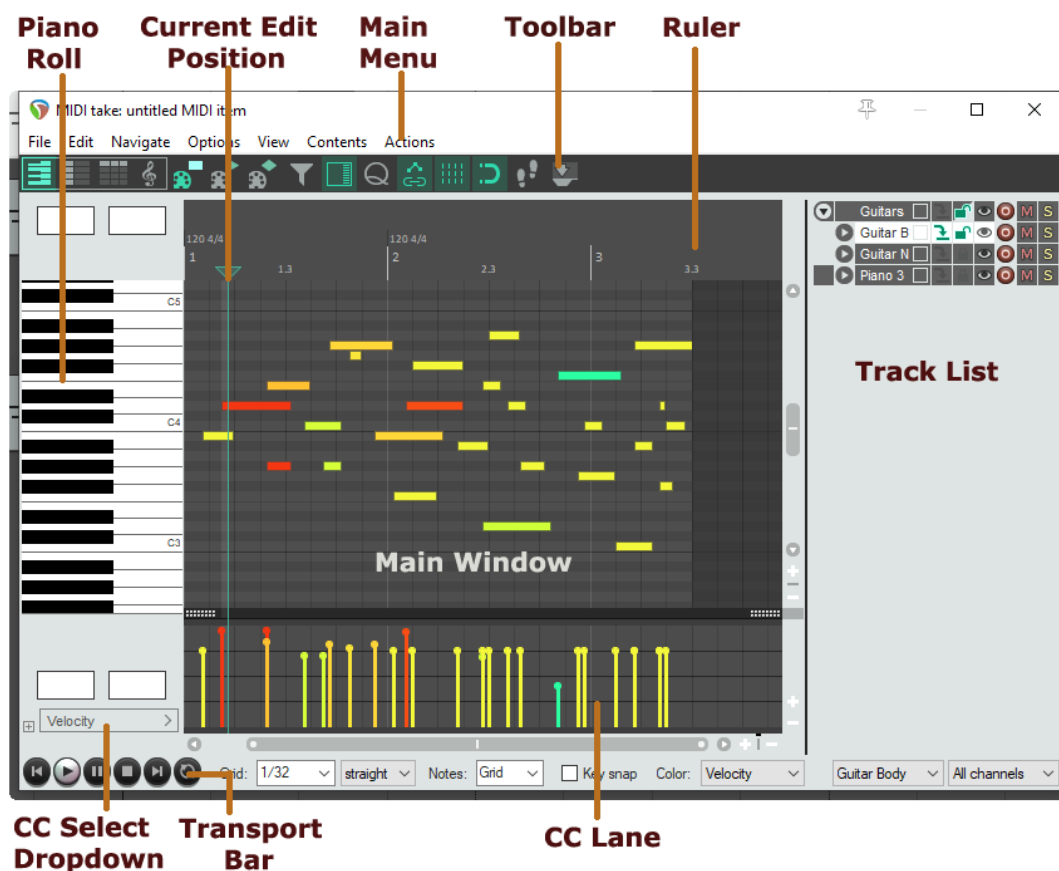 Piano Roll
Current Edit Position
Main Menu
Toolbar
Ruler
MIDI take: untitled MIDI item
File Edit Navigate Options View Contents Actions
120 4/4 120 4/4
1 1.3 2 2.3 3 3.3
Guitars M S
Guitar B M S
Guitar N M S
Piano 3 M S
C5
Track List
C4
C3
Main Window
Velocity
Grid: 1/32 straight Notes: Grid Key snap Color: Velocity Guitar Body All channels
CC Select Dropdown
Transport Bar
CC Lane